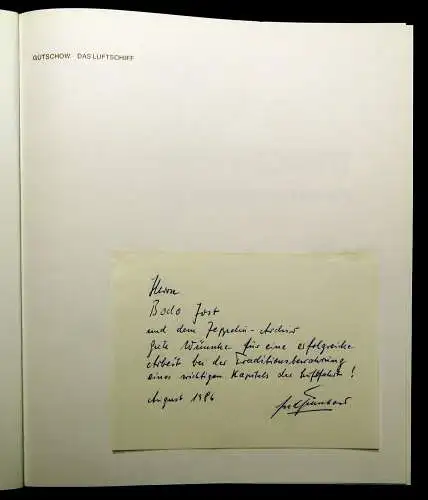 GÜTSCHOW · DAS LUFTSCHIFF
Herrn
Bodo Jost
und dem Zeppelin-Archiv
gute Wünsche für eine erfolgreiche
Arbeit bei der Traditionsbewahrung
eines wichtigen Kapitels der Luftfahrt!
August 1986